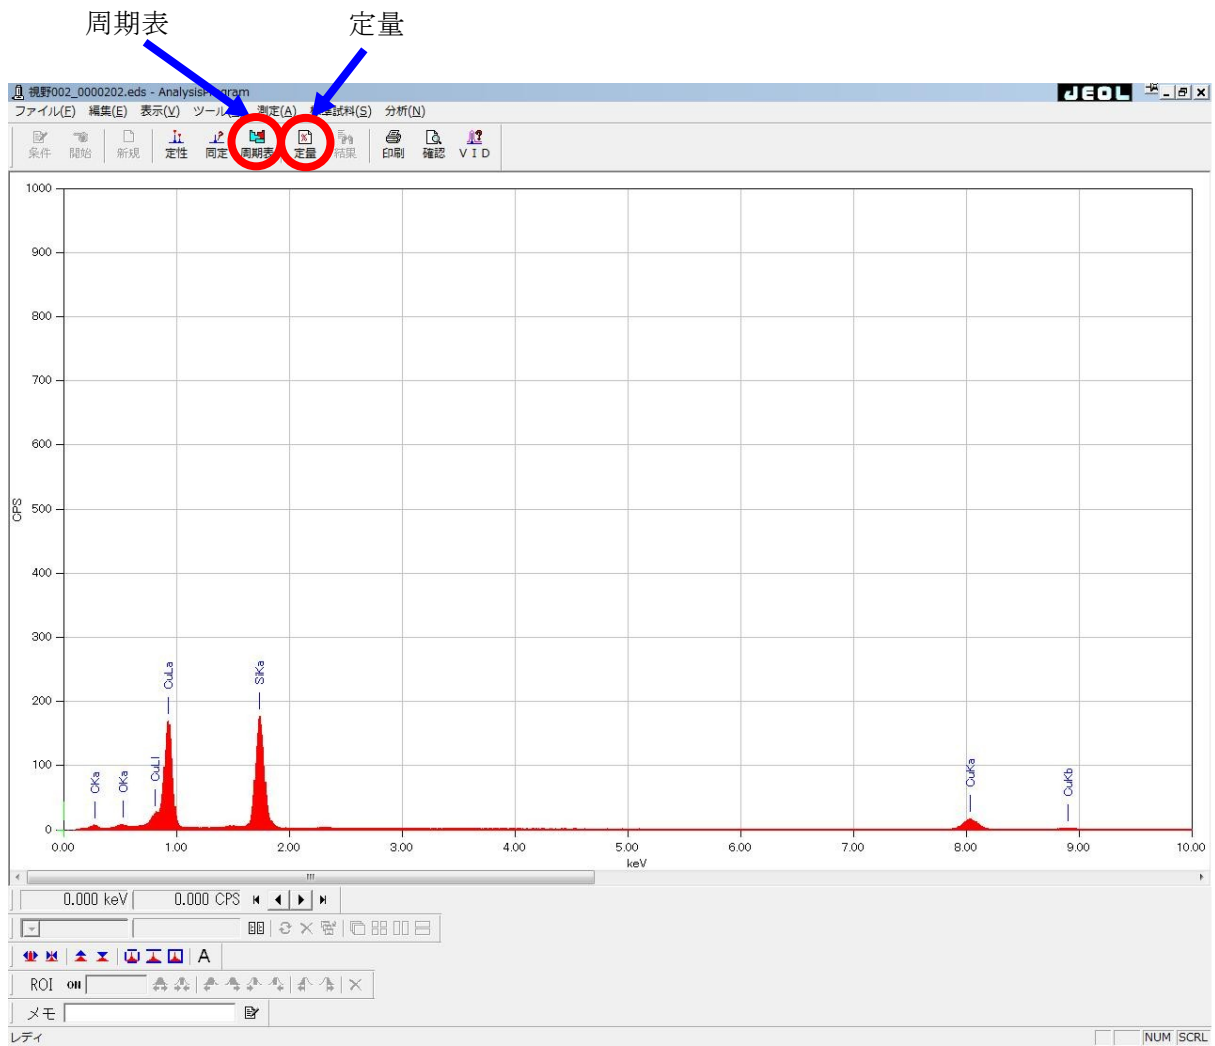 周期表 定量
視野002_0000202.eds - AnalysisProgram JEOL
ファイル(F) 編集(E) 表示(V) 測定(A) 分析(N)
条件 開始 新規 定性 同定 周期表 定量 結果 印刷 確認 VID
1000
900
800
700
600
CPS
500
400
300
CuLa SiKa
200
100
CKa OKa CuLl CuKa CuKb
0
0.00 1.00 2.00 3.00 4.00 5.00 6.00 7.00 8.00 9.00 10.00
keV
0.000 keV 0.000 CPS
A
ROI ON
メモ
レディ NUM SCRL